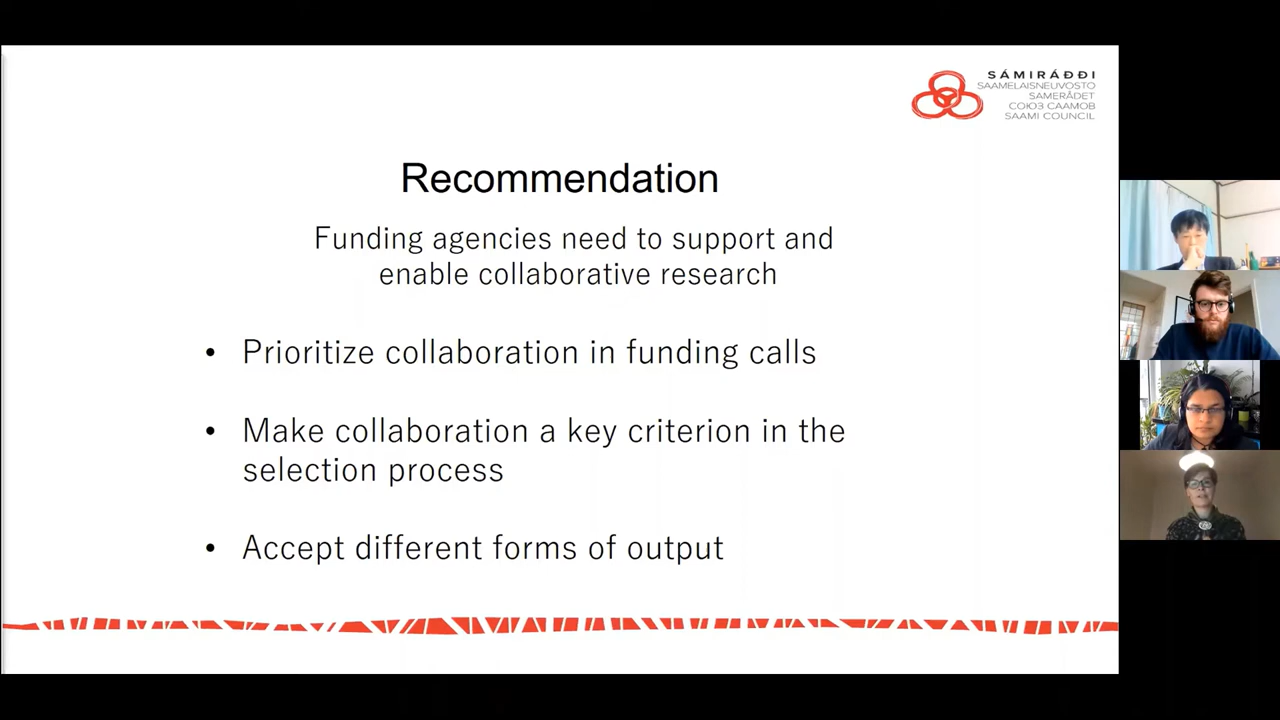 SÁMIRÁĐĐI
SAAMELAISNEUVOSTO
SAMERÅDET
СОЮЗ СААМОВ
SAAMI COUNCIL
Recommendation
Funding agencies need to support and
enable collaborative research
• Prioritize collaboration in funding calls
• Make collaboration a key criterion in the
selection process
• Accept different forms of output